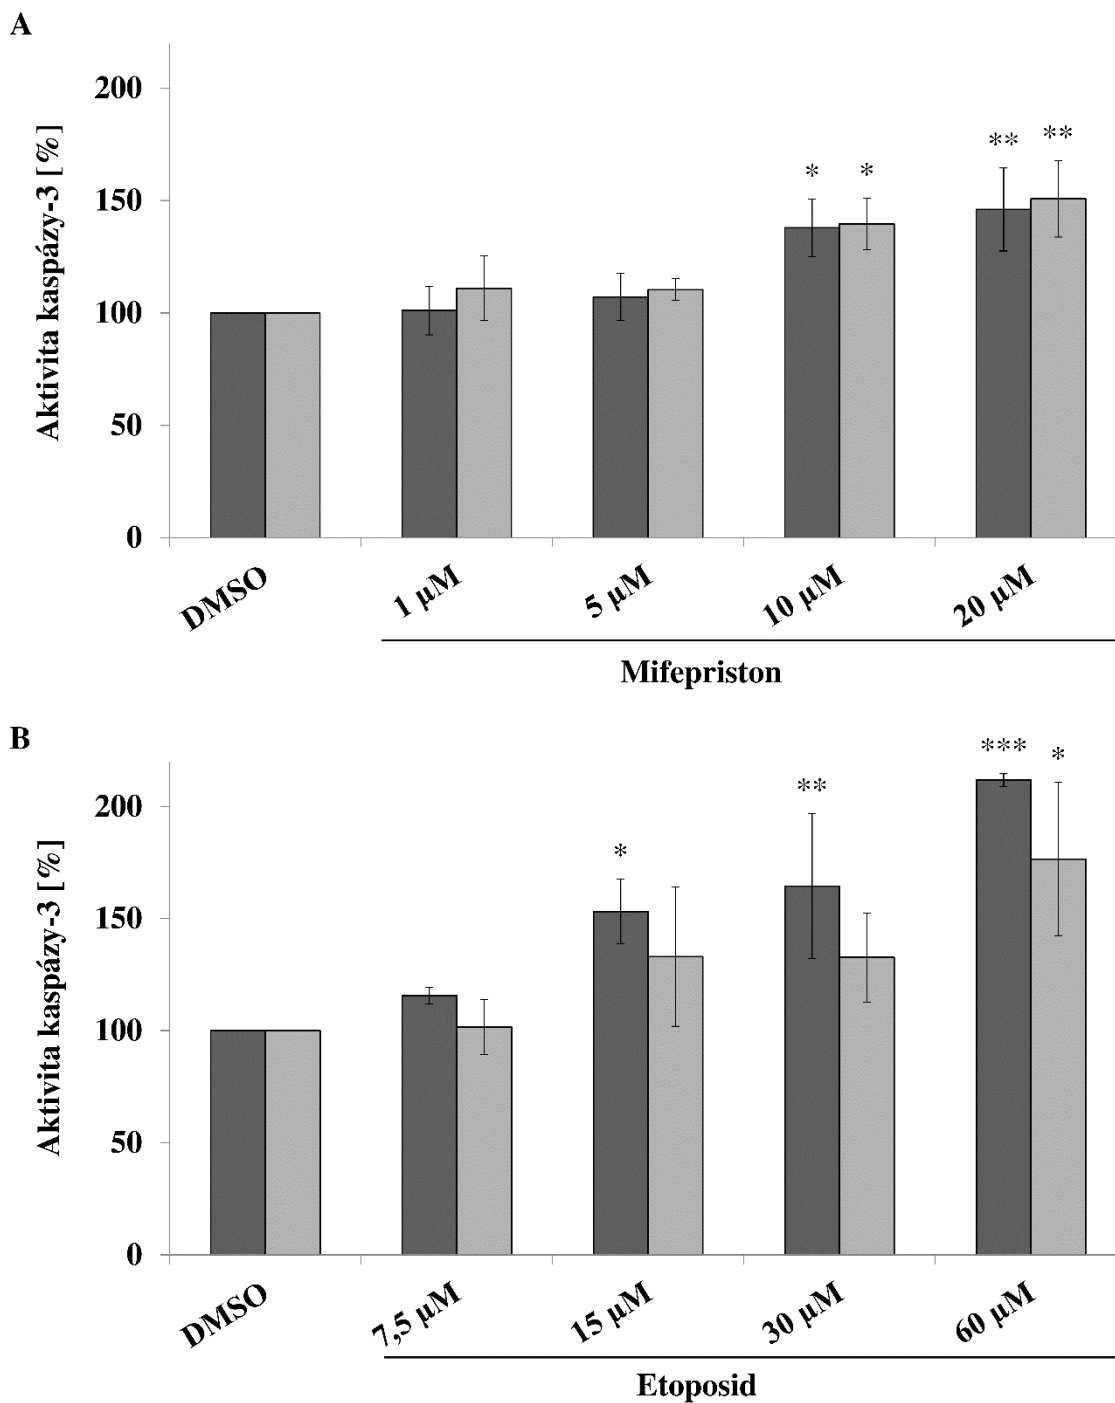 A
Aktivita kaspázy-3 [%]
200
150
100
50
0
* *
** **
DMSO
1 µM
5 µM
10 µM
20 µM
Mifepriston
B
Aktivita kaspázy-3 [%]
200
150
100
50
0
*
**
*** *
DMSO
7,5 µM
15 µM
30 µM
60 µM
Etoposid